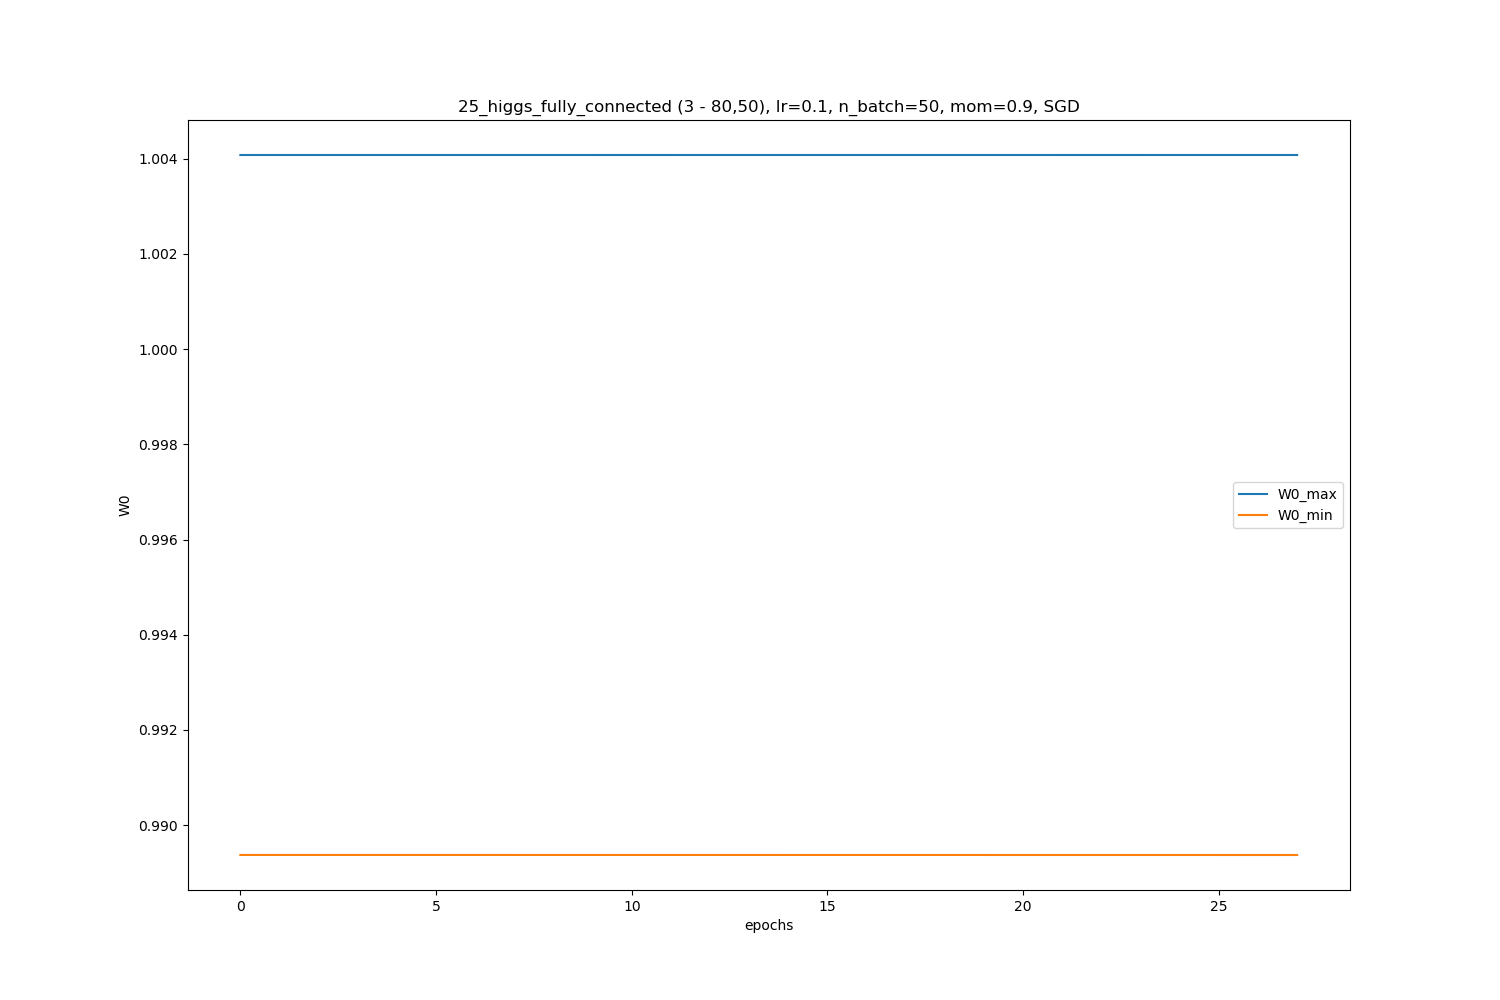 25_higgs_fully_connected (3 - 80,50), lr=0.1, n_batch=50, mom=0.9, SGD
1.004
1.002
1.000
0.998
0.996
0.994
0.992
0.990
W0
W0_max
W0_min
0 5 10 15 20 25
epochs